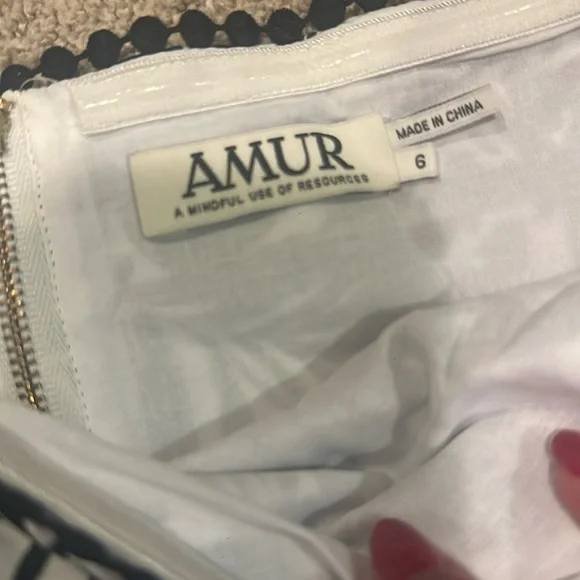 AMUR
A MINDFUL USE OF RESOURCES
MADE IN CHINA
6